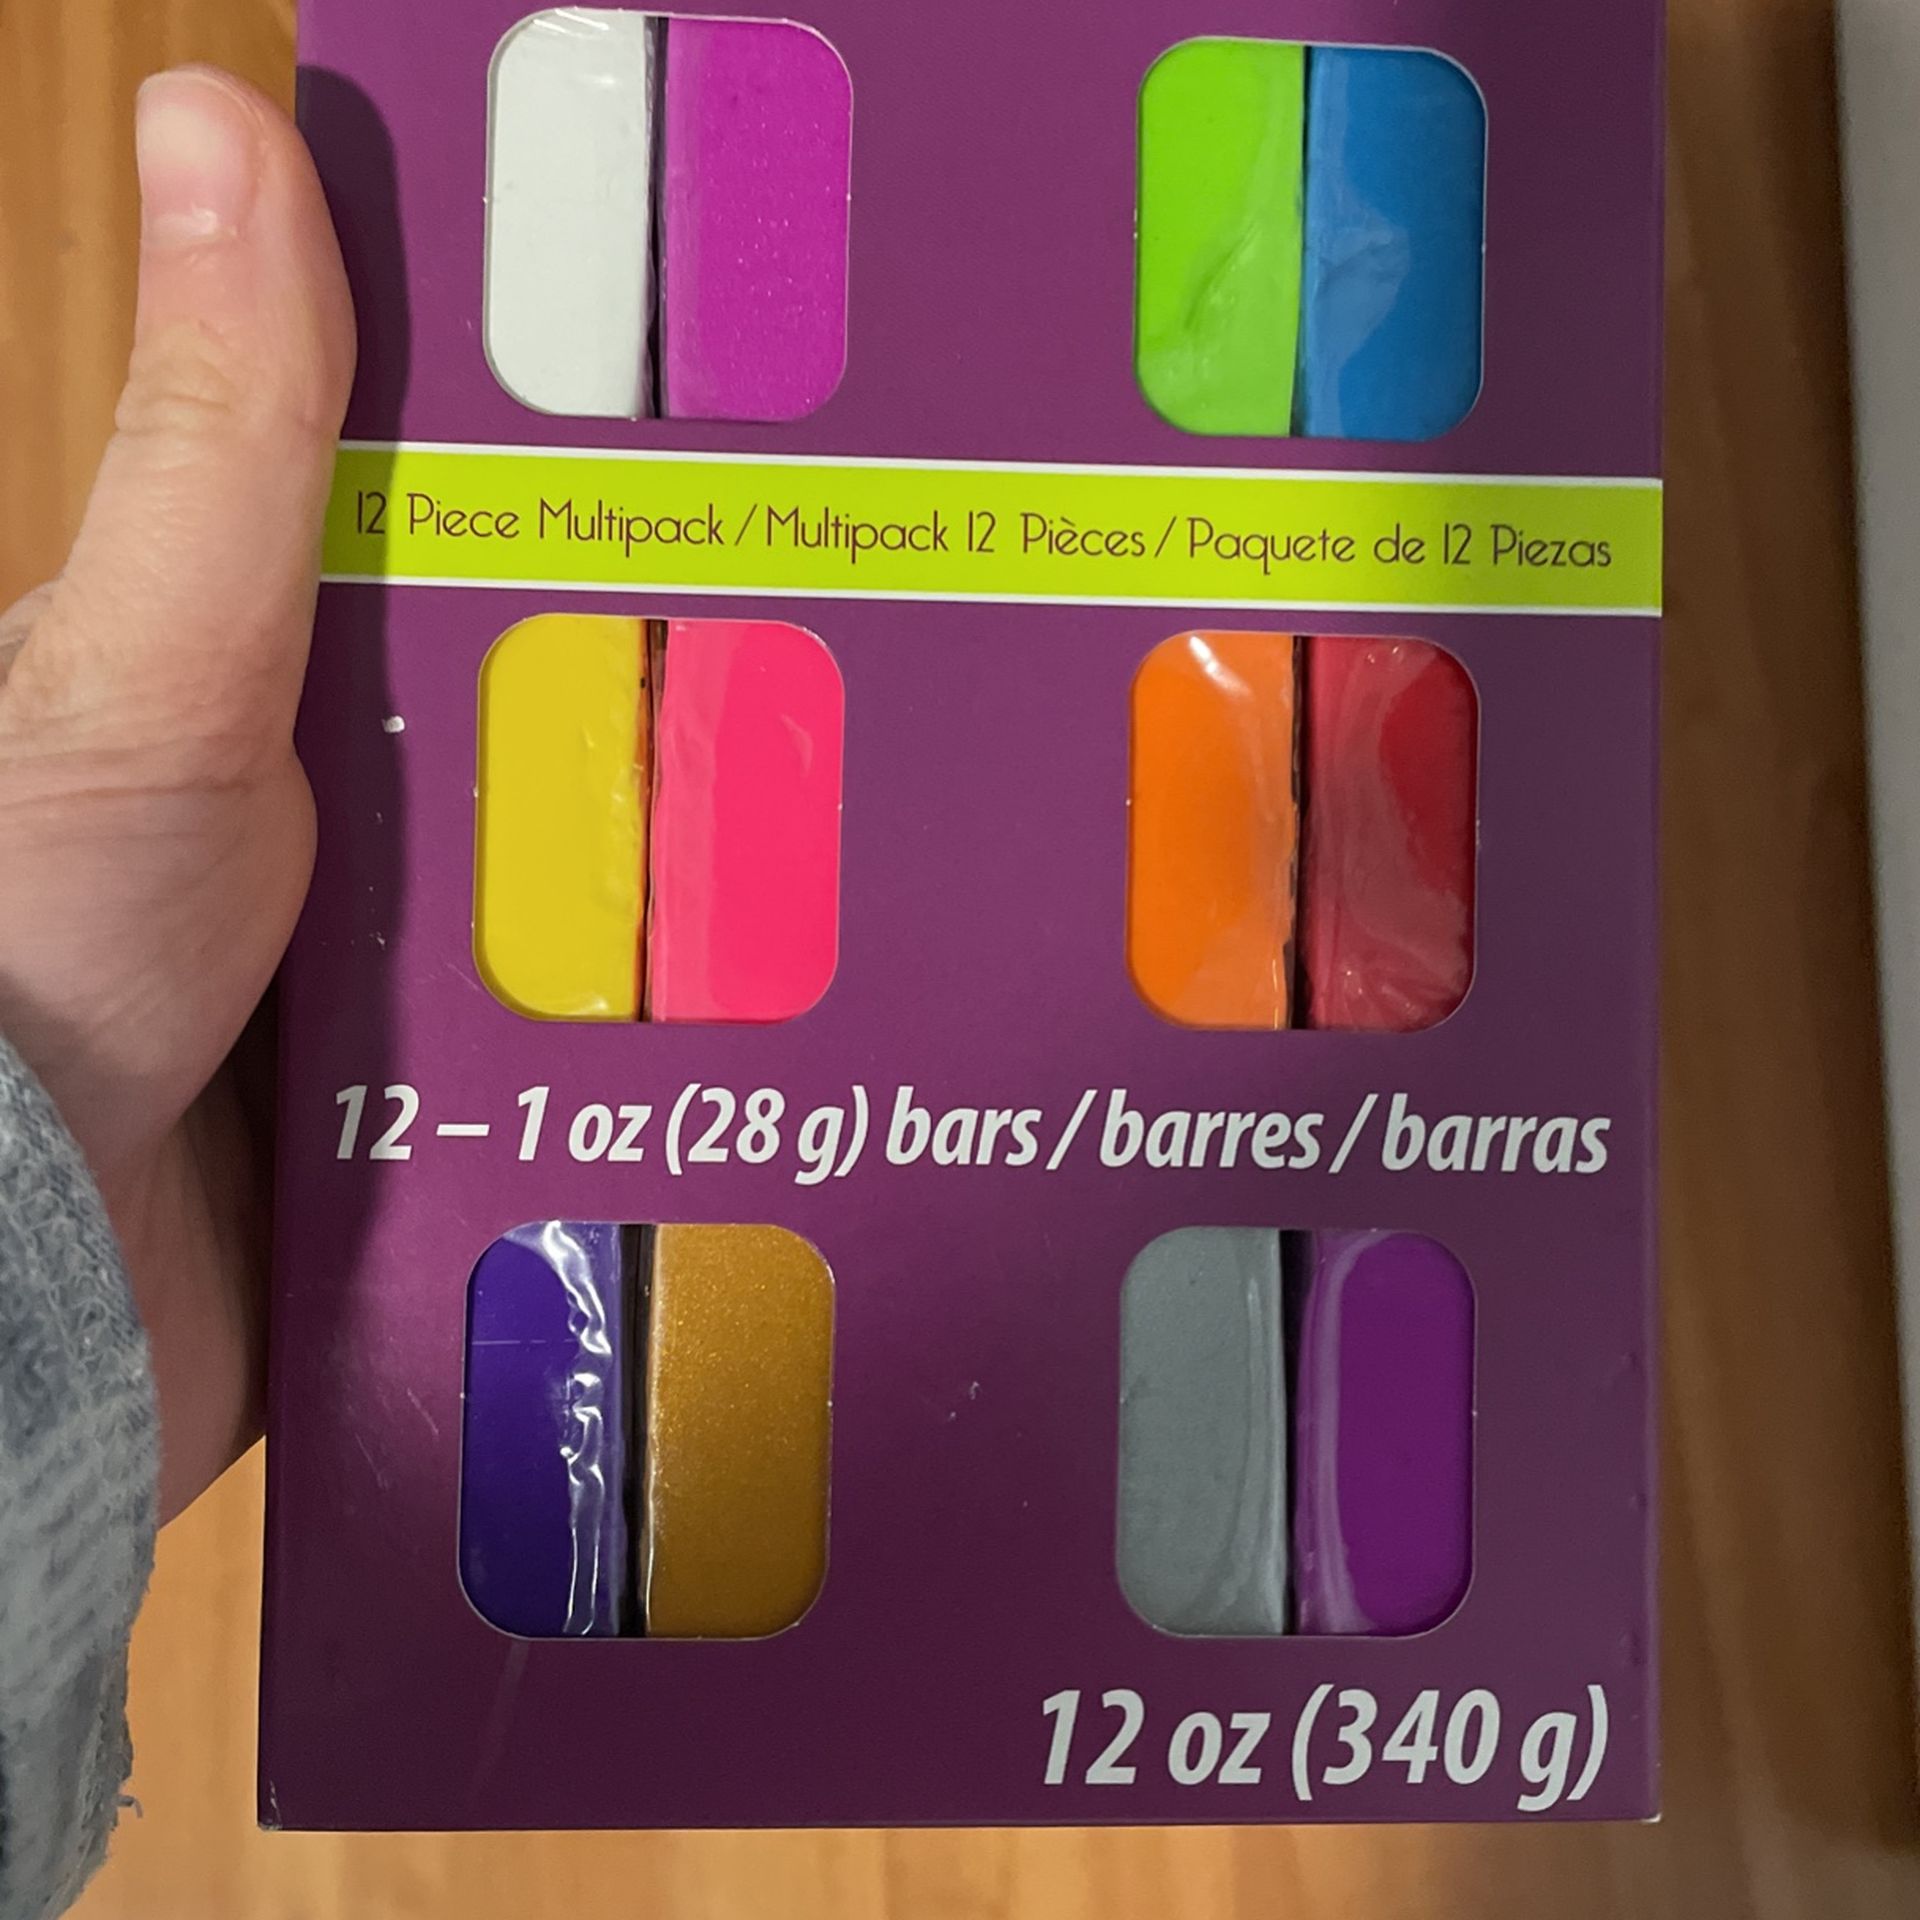 12 Piece Multipack / Multipack 12 Pièces / Paquete de 12 Piezas
12 – 1 oz (28 g) bars / barres / barras
12 oz (340 g)